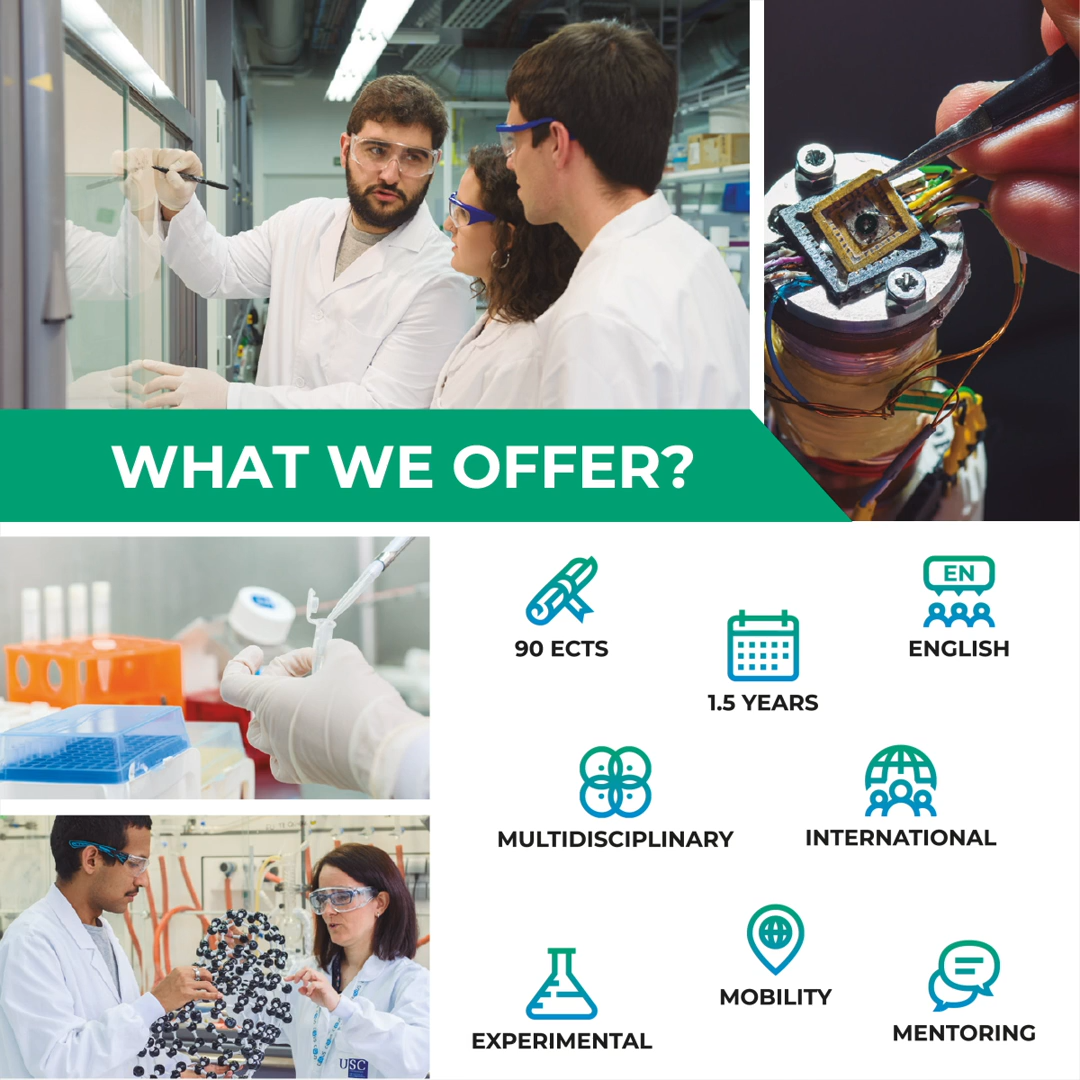 WHAT WE OFFER?
90 ECTS
1.5 YEARS
EN
ENGLISH
MULTIDISCIPLINARY
INTERNATIONAL
EXPERIMENTAL
MOBILITY
MENTORING
USC